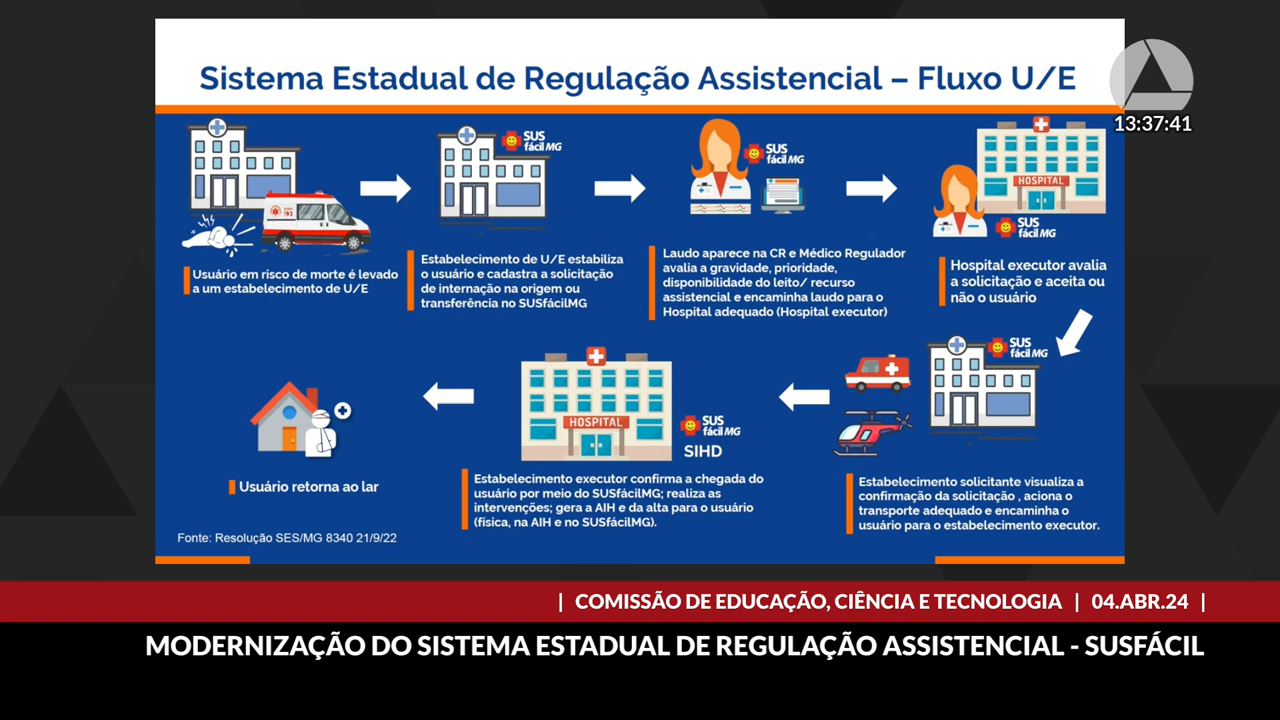 Sistema Estadual de Regulação Assistencial – Fluxo U/E
13:37:41
192
Usuário em risco de morte é levado
a um estabelecimento de U/E
SUS
fácil MG
Estabelecimento de U/E estabiliza
o usuário e cadastra a solicitação
de internação na origem ou
transferência no SUSfácilMG
SUS
fácil MG
Laudo aparece na CR e Médico Regulador
avalia a gravidade, prioridade,
disponibilidade do leito/ recurso
assistencial e encaminha laudo para o
Hospital adequado (Hospital executor)
HOSPITAL
SUS
fácil MG
Hospital executor avalia
a solicitação e aceita ou
não o usuário
SUS
fácil MG
Estabelecimento solicitante visualiza a
confirmação da solicitação , aciona o
transporte adequado e encaminha o
usuário para o estabelecimento executor.
HOSPITAL
SUS
fácil MG
SIHD
Estabelecimento executor confirma a chegada do
usuário por meio do SUSfácilMG; realiza as
intervenções; gera a AIH e da alta para o usuário
(física, na AIH e no SUSfácilMG).
Usuário retorna ao lar
Fonte: Resolução SES/MG 8340 21/9/22
| COMISSÃO DE EDUCAÇÃO, CIÊNCIA E TECNOLOGIA | 04.ABR.24 |
MODERNIZAÇÃO DO SISTEMA ESTADUAL DE REGULAÇÃO ASSISTENCIAL - SUSFÁCIL